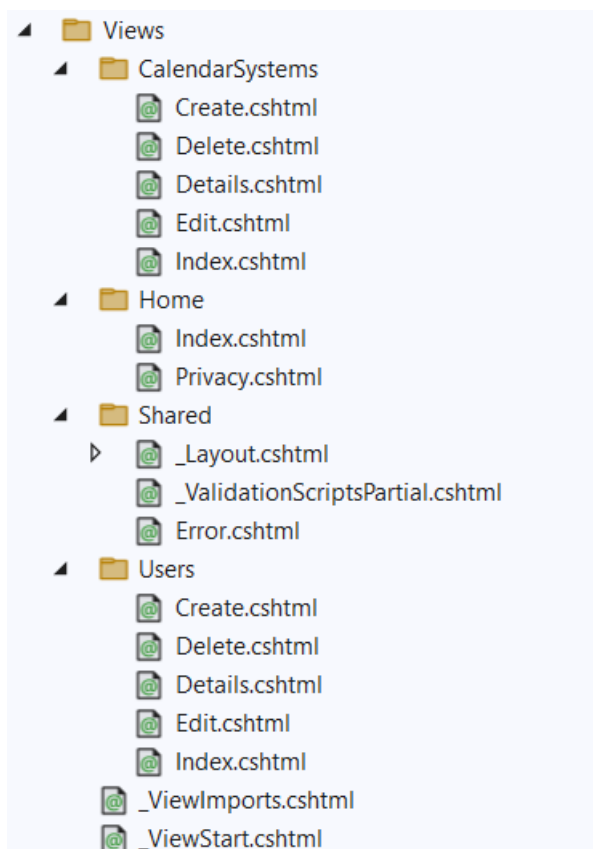 Views
CalendarSystems
Create.cshtml
Delete.cshtml
Details.cshtml
Edit.cshtml
Index.cshtml
Home
Index.cshtml
Privacy.cshtml
Shared
_Layout.cshtml
_ValidationScriptsPartial.cshtml
Error.cshtml
Users
Create.cshtml
Delete.cshtml
Details.cshtml
Edit.cshtml
Index.cshtml
_ViewImports.cshtml
_ViewStart.cshtml